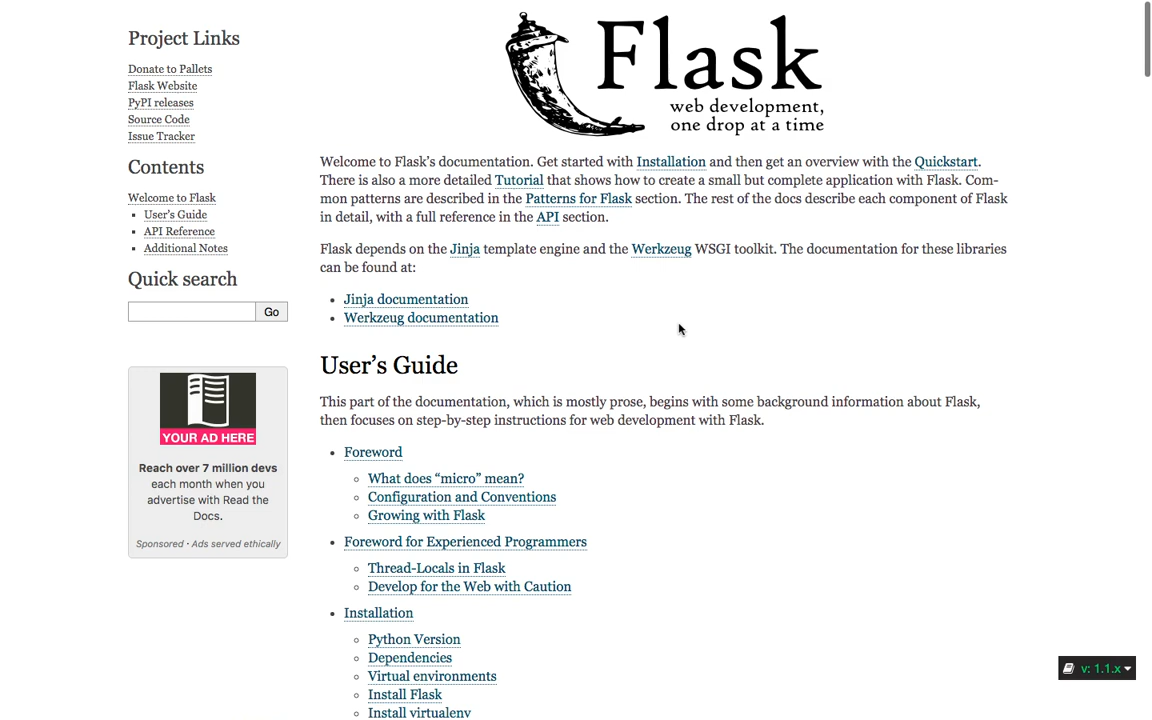 Project Links
Donate to Pallets
Flask Website
PyPI releases
Source Code
Issue Tracker
Contents
Welcome to Flask
User's Guide
API Reference
Additional Notes
Quick search
Go
YOUR AD HERE
Reach over 7 million devs
each month when you
advertise with Read the
Docs.
Sponsored · Ads served ethically
Flask
web development,
one drop at a time
Welcome to Flask's documentation. Get started with Installation and then get an overview with the Quickstart.
There is also a more detailed Tutorial that shows how to create a small but complete application with Flask. Com-
mon patterns are described in the Patterns for Flask section. The rest of the docs describe each component of Flask
in detail, with a full reference in the API section.
Flask depends on the Jinja template engine and the Werkzeug WSGI toolkit. The documentation for these libraries
can be found at:
Jinja documentation
Werkzeug documentation
User's Guide
This part of the documentation, which is mostly prose, begins with some background information about Flask,
then focuses on step-by-step instructions for web development with Flask.
Foreword
What does “micro” mean?
Configuration and Conventions
Growing with Flask
Foreword for Experienced Programmers
Thread-Locals in Flask
Develop for the Web with Caution
Installation
Python Version
Dependencies
Virtual environments
Install Flask
Install virtualenv
v: 1.1.x